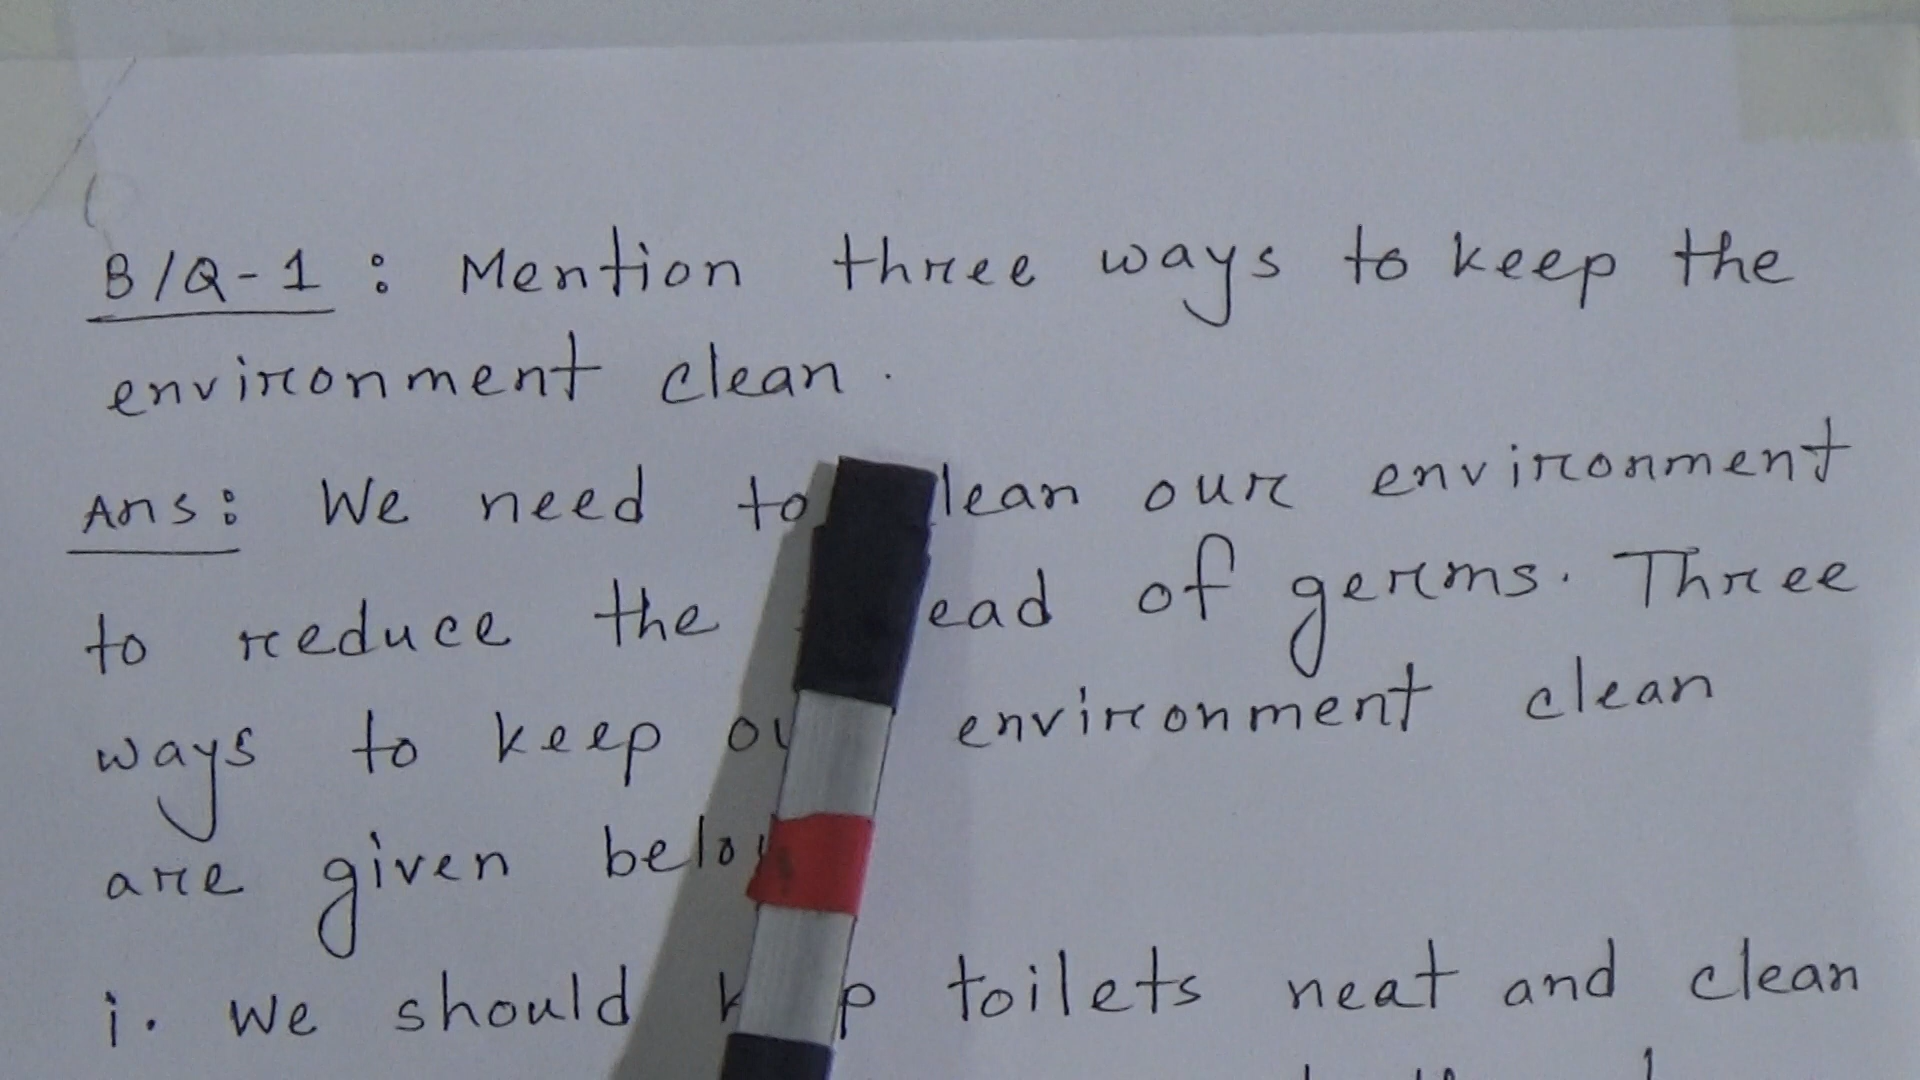 B/Q-1 : Mention three ways to keep the
environment clean.
Ans: We need to lean our environment
to reduce the ead of germs. Three
ways to keep environment clean
are given below
i. We should toilets neat and clean